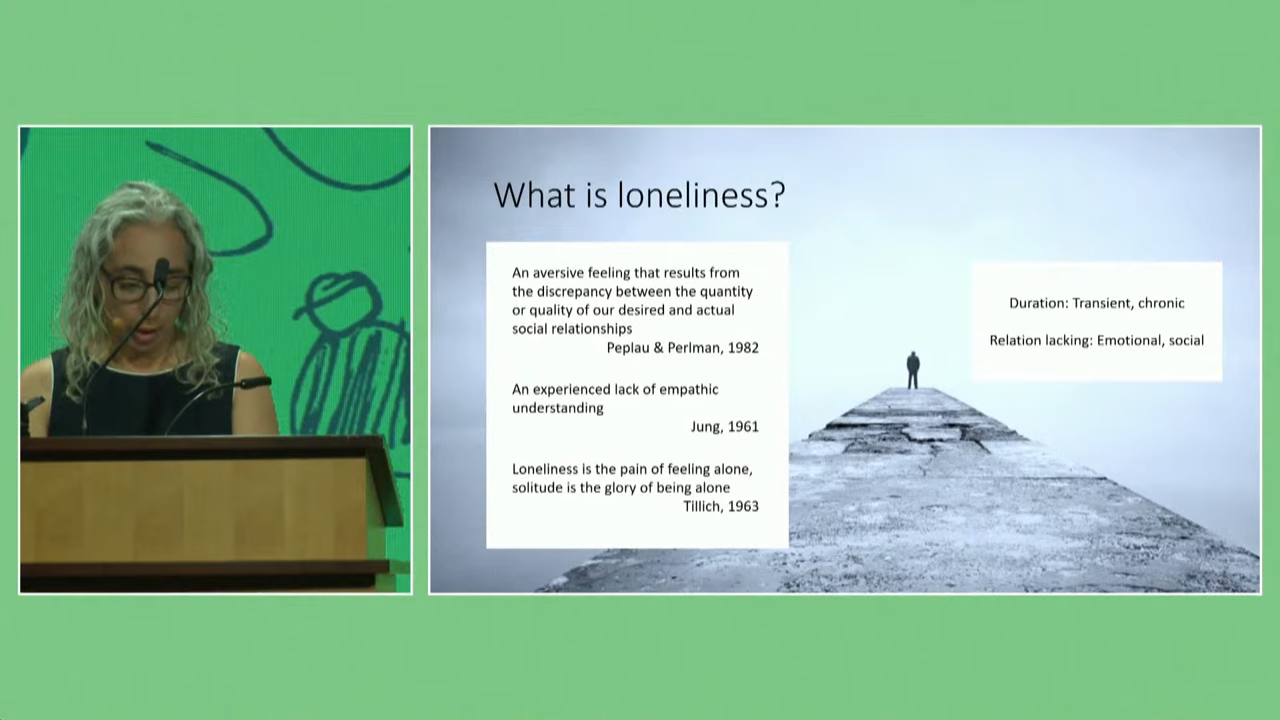 What is loneliness?
An aversive feeling that results from
the discrepancy between the quantity
or quality of our desired and actual
social relationships
Peplau & Perlman, 1982
An experienced lack of empathic
understanding
Jung, 1961
Loneliness is the pain of feeling alone,
solitude is the glory of being alone
Tillich, 1963
Duration: Transient, chronic
Relation lacking: Emotional, social